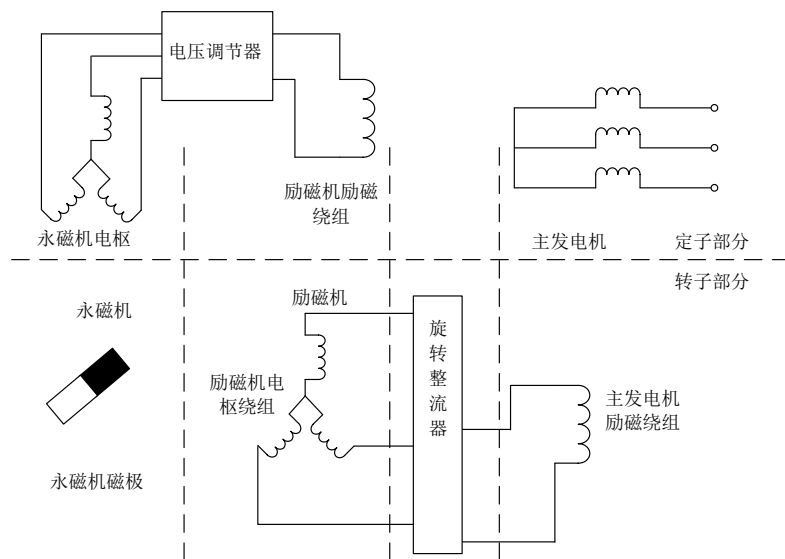 电压调节器
励磁机励磁
绕组
永磁机电枢
主发电机
定子部分
转子部分
永磁机
励磁机
旋
转
整
流
器
励磁机电
枢绕组
主发电机
励磁绕组
永磁机磁极